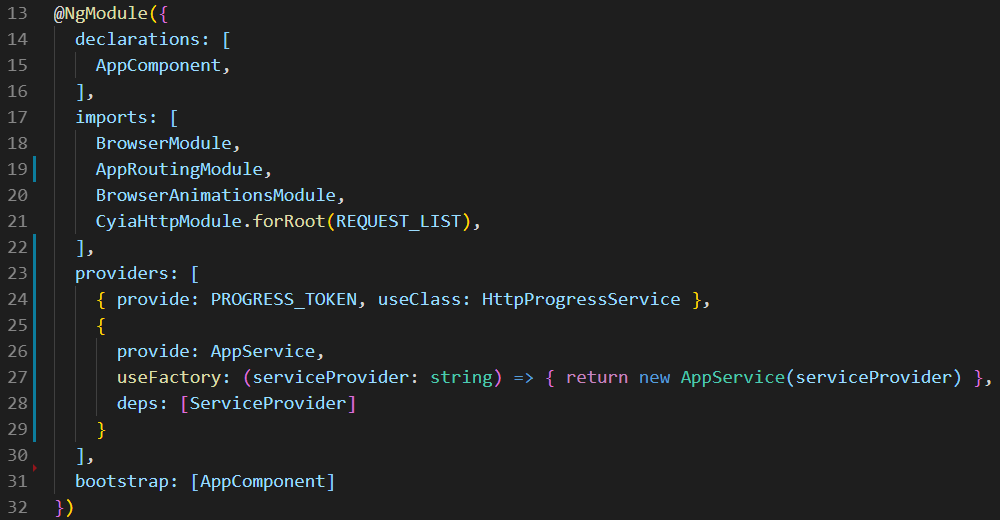 13 @NgModule({
14   declarations: [
15     AppComponent,
16   ],
17   imports: [
18     BrowserModule,
19     AppRoutingModule,
20     BrowserAnimationsModule,
21     CyiaHttpModule.forRoot(REQUEST_LIST),
22   ],
23   providers: [
24     { provide: PROGRESS_TOKEN, useClass: HttpProgressService },
25     {
26       provide: AppService,
27       useFactory: (serviceProvider: string) => { return new AppService(serviceProvider) },
28       deps: [ServiceProvider]
29     }
30   ],
31   bootstrap: [AppComponent]
32 })